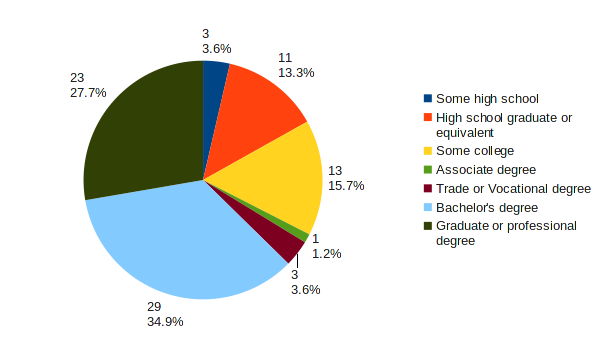 3
3.6%
11
13.3%
13
15.7%
1
1.2%
3
3.6%
29
34.9%
23
27.7%
Some high school
High school graduate or
equivalent
Some college
Associate degree
Trade or Vocational degree
Bachelor's degree
Graduate or professional
degree